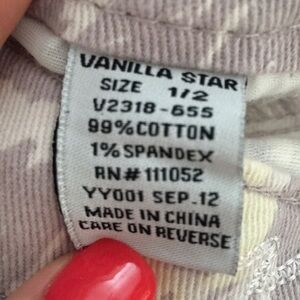 VANILLA STAR
SIZE 1/2
V2318-655
99%COTTON
1%SPANDEX
RN# 111052
YY001 SEP.12
MADE IN CHINA
CARE ON REVERSE